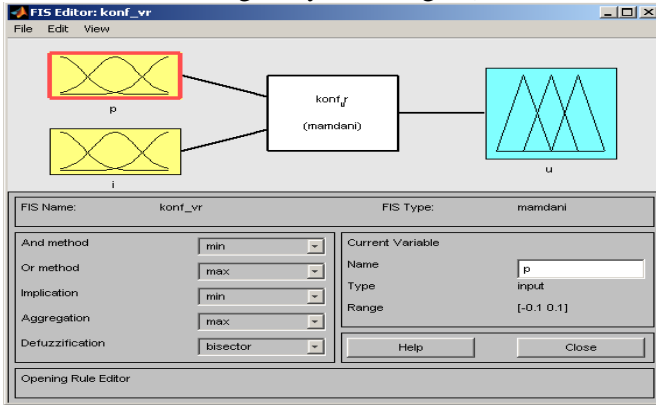 FIS Editor: konf_vr
File Edit View
p
i
konfᵥr
(mamdani)
u
FIS Name: konf_vr FIS Type: mamdani
And method min
Or method max
Implication min
Aggregation max
Defuzzification bisector
Current Variable
Name p
Type input
Range [-0.1 0.1]
Help Close
Opening Rule Editor